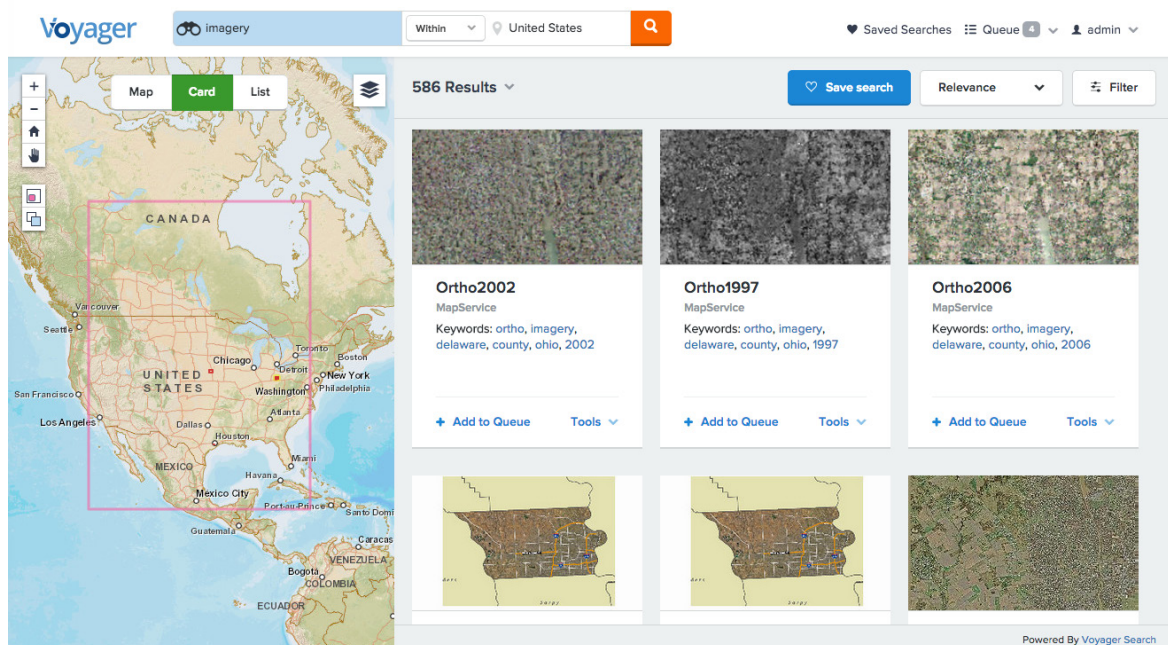 Voyager
imagery
Within
United States
Saved Searches
Queue 4
admin
Map
Card
List
586 Results
Save search
Relevance
Filter
CANADA
Vancouver
Seattle
Toronto
Boston
Chicago
Detroit
New York
UNITED
STATES
Washington
Philadelphia
San Francisco
Los Angeles
Atlanta
Dallas
Houston
Miami
MEXICO
Havana
Mexico City
Port-au-Prince
Santo Domi
Guatemala
Caracas
VENEZUELA
Bogota
COLOMBIA
ECUADOR
Ortho2002
MapService
Keywords: ortho, imagery,
delaware, county, ohio, 2002
+ Add to Queue
Tools
Ortho1997
MapService
Keywords: ortho, imagery,
delaware, county, ohio, 1997
+ Add to Queue
Tools
Ortho2006
MapService
Keywords: ortho, imagery,
delaware, county, ohio, 2006
+ Add to Queue
Tools
Sarpy
Sarpy
Powered By Voyager Search